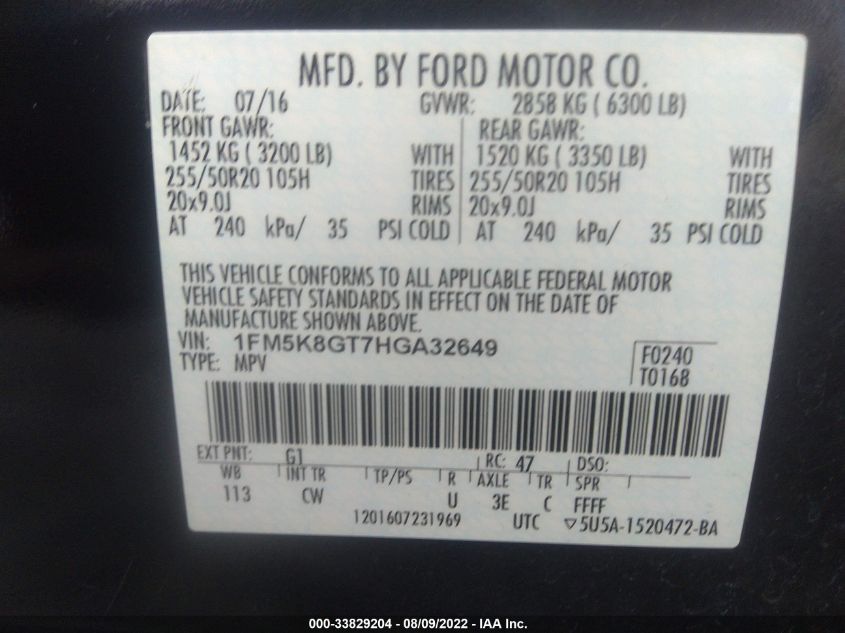 MFD. BY FORD MOTOR CO.
DATE: 07/16 GVWR: 2858 KG ( 6300 LB)
FRONT GAWR: REAR GAWR:
1452 KG ( 3200 LB) WITH 1520 KG ( 3350 LB) WITH
255/50R20 105H TIRES 255/50R20 105H TIRES
20x9.0J RIMS 20x9.0J RIMS
AT 240 kPa/ 35 PSI COLD AT 240 kPa/ 35 PSI COLD
THIS VEHICLE CONFORMS TO ALL APPLICABLE FEDERAL MOTOR
VEHICLE SAFETY STANDARDS IN EFFECT ON THE DATE OF
MANUFACTURE SHOWN ABOVE.
VIN: 1FM5K8GT7HGA32649 F0240
TYPE: MPV T0168
EXT PNT: G1 RC: 47 DSO:
WB INT TR TP/PS R AXLE TR SPR
113 CW U 3E C FFFF
1201607231969 UTC ▽5U5A-1520472-BA
000-33829204 - 08/09/2022 - IAA Inc.